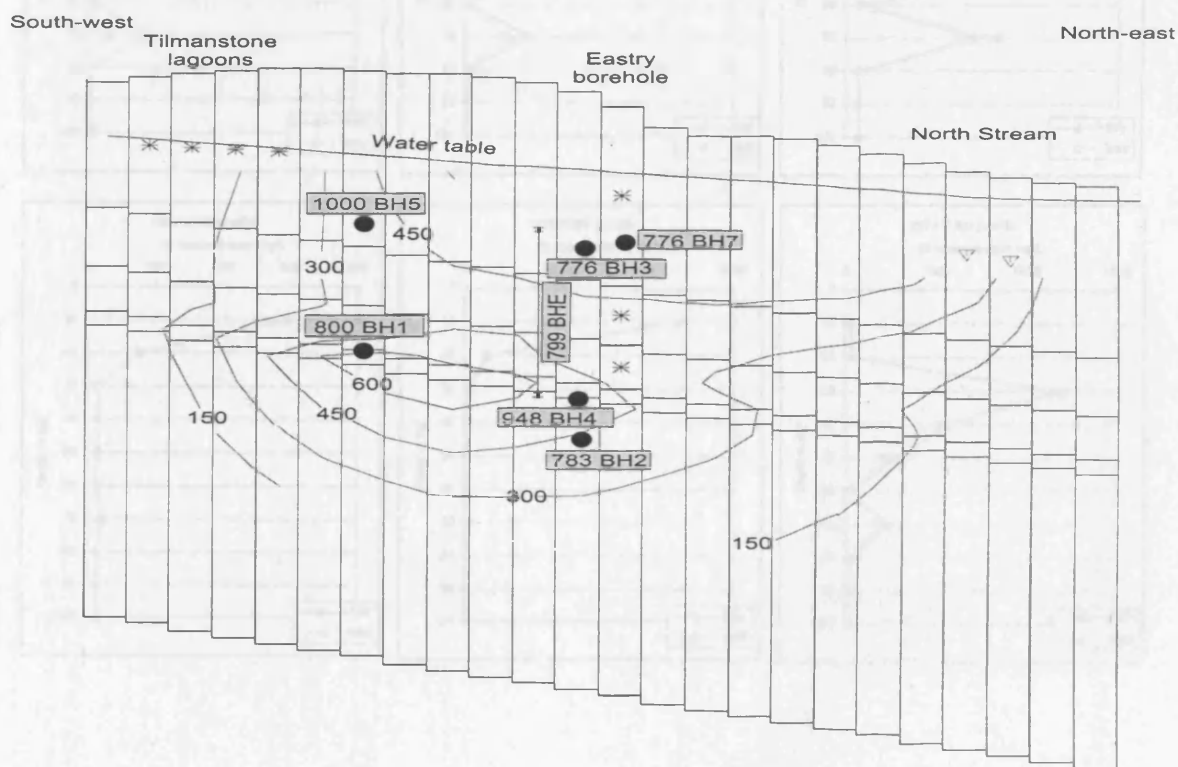 South-west
North-east
Tilmanstone
lagoons
Eastry
borehole
North Stream
Water table
1000 BH5
450
776 BH7
776 BH3
300
799 BHE
800 BH1
600
150
450
948 BH4
783 BH2
300
150